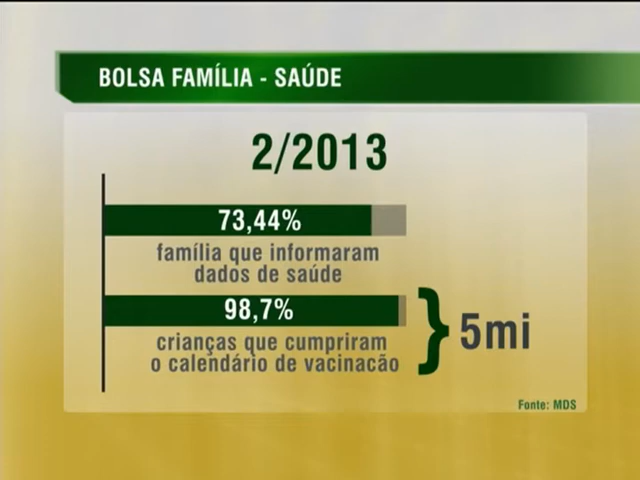 BOLSA FAMÍLIA - SAÚDE
2/2013
73,44%
família que informaram
dados de saúde
98,7%
crianças que cumpriram
o calendário de vacinacão
5mi
Fonte: MDS